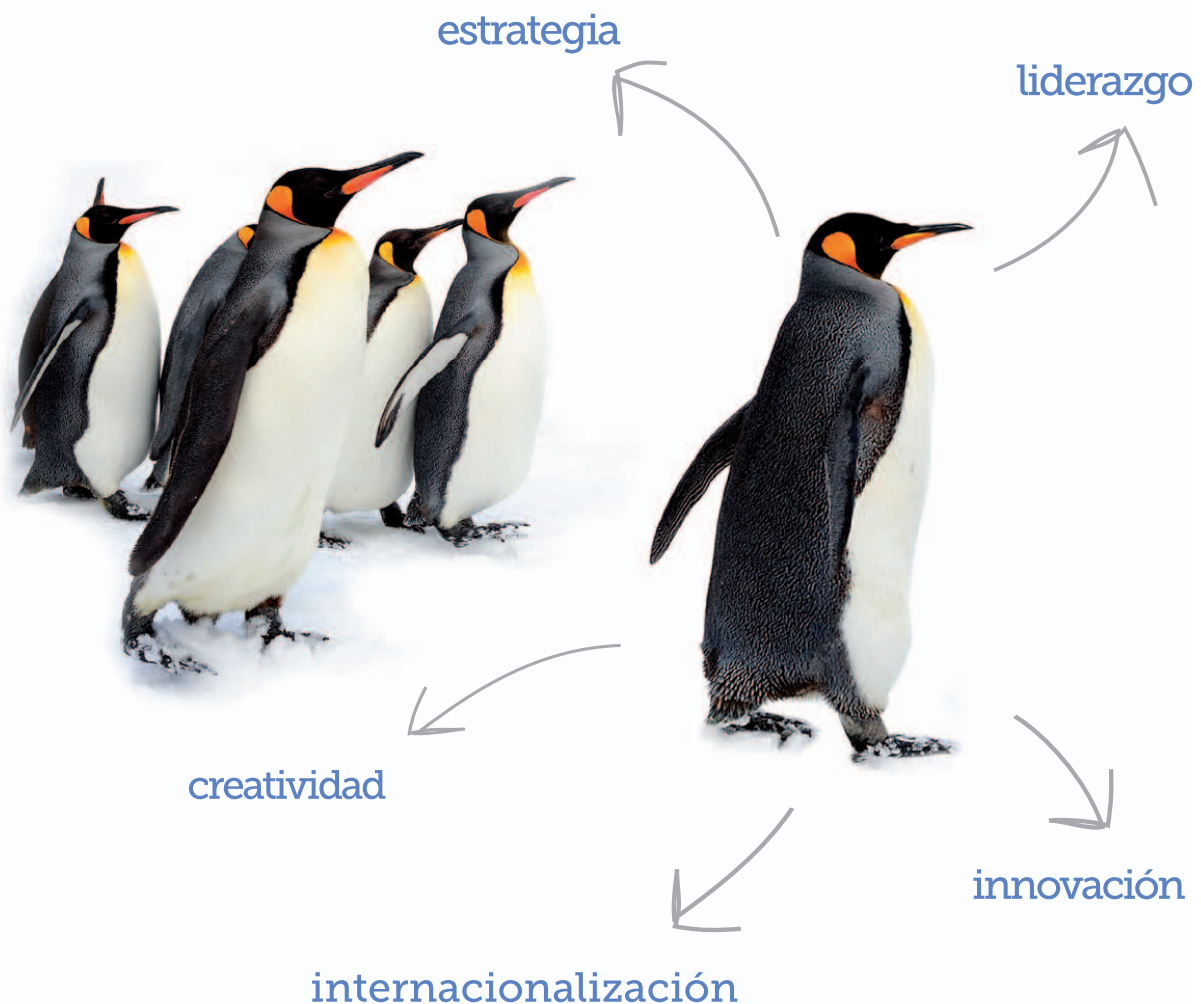 estrategia
liderazgo
creatividad
innovación
internacionalización